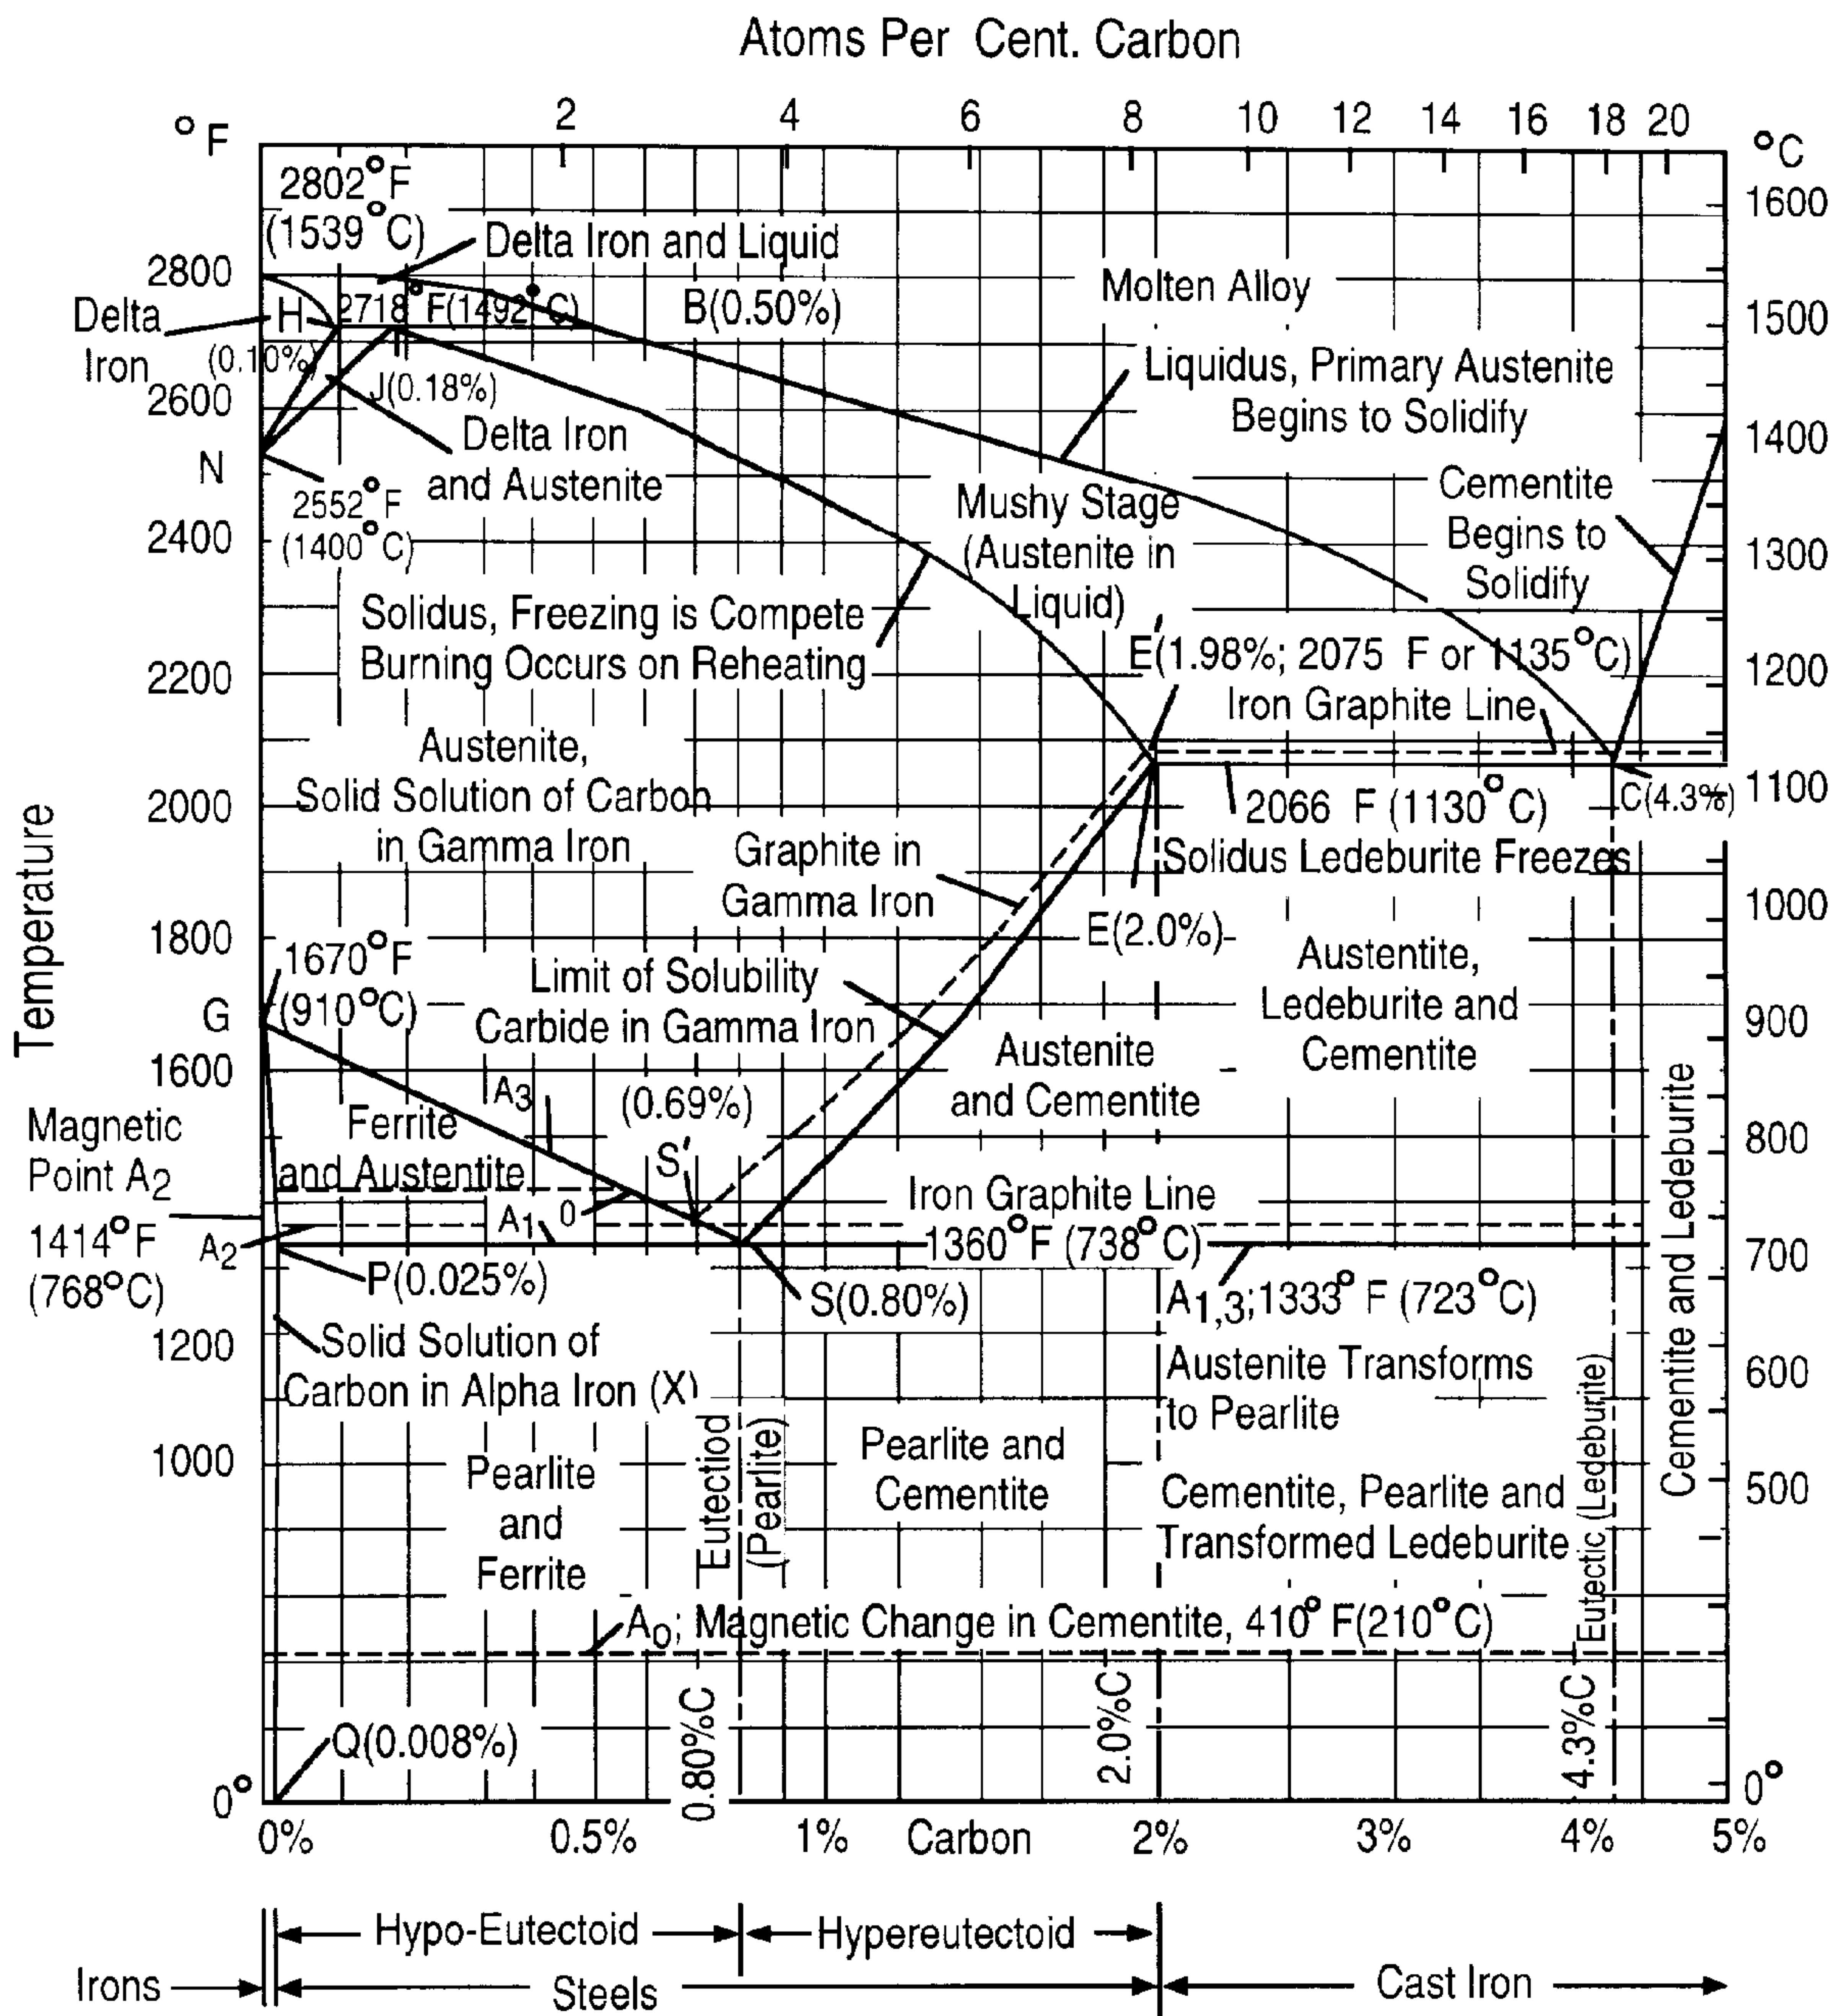 Atoms Per Cent. Carbon
2 4 6 8 10 12 14 16 18 20
°F
°C
2802°F
(1539°C)
1600
Delta Iron and Liquid
2800
Molten Alloy
Delta
Iron
H
2718°F(1492°C)
B(0.50%)
1500
(0.10%)
J(0.18%)
Liquidus, Primary Austenite
Begins to Solidify
2600
Delta Iron
and Austenite
1400
N
2552°F
(1400°C)
Mushy Stage
(Austenite in
Liquid)
Cementite
Begins to
Solidify
2400
1300
Solidus, Freezing is Compete
Burning Occurs on Reheating
E'(1.98%; 2075 F or 1135°C)
2200
1200
Iron Graphite Line
Austenite,
Solid Solution of Carbon
in Gamma Iron
2000
2066 F (1130°C)
Solidus Ledeburite Freezes
C(4.3%)
1100
Temperature
Graphite in
Gamma Iron
E(2.0%)
1000
1800
1670°F
(910°C)
G
Limit of Solubility
Carbide in Gamma Iron
Austentite,
Ledeburite and
Cementite
900
1600
Austenite
and Cementite
A3
(0.69%)
Magnetic
Point A2
1414°F
(768°C)
Ferrite
and Austentite
S'
800
Iron Graphite Line
1360°F (738°C)
A1
0
A2
700
P(0.025%)
S(0.80%)
A1,3;1333° F (723°C)
1200
Solid Solution of
Carbon in Alpha Iron (X)
Austenite Transforms
to Pearlite
600
Cementite and Ledeburite
1000
Pearlite
and
Ferrite
Eutectiod
(Pearlite)
Pearlite and
Cementite
Cementite, Pearlite and
Transformed Ledeburite
Eutectic (Ledeburite)
500
A0; Magnetic Change in Cementite, 410° F(210°C)
Q(0.008%)
0.80%C
2.0%C
4.3%C
0°
0°
0% 0.5% 1% Carbon 2% 3% 4% 5%
Hypo-Eutectoid
Hypereutectoid
Irons
Steels
Cast Iron